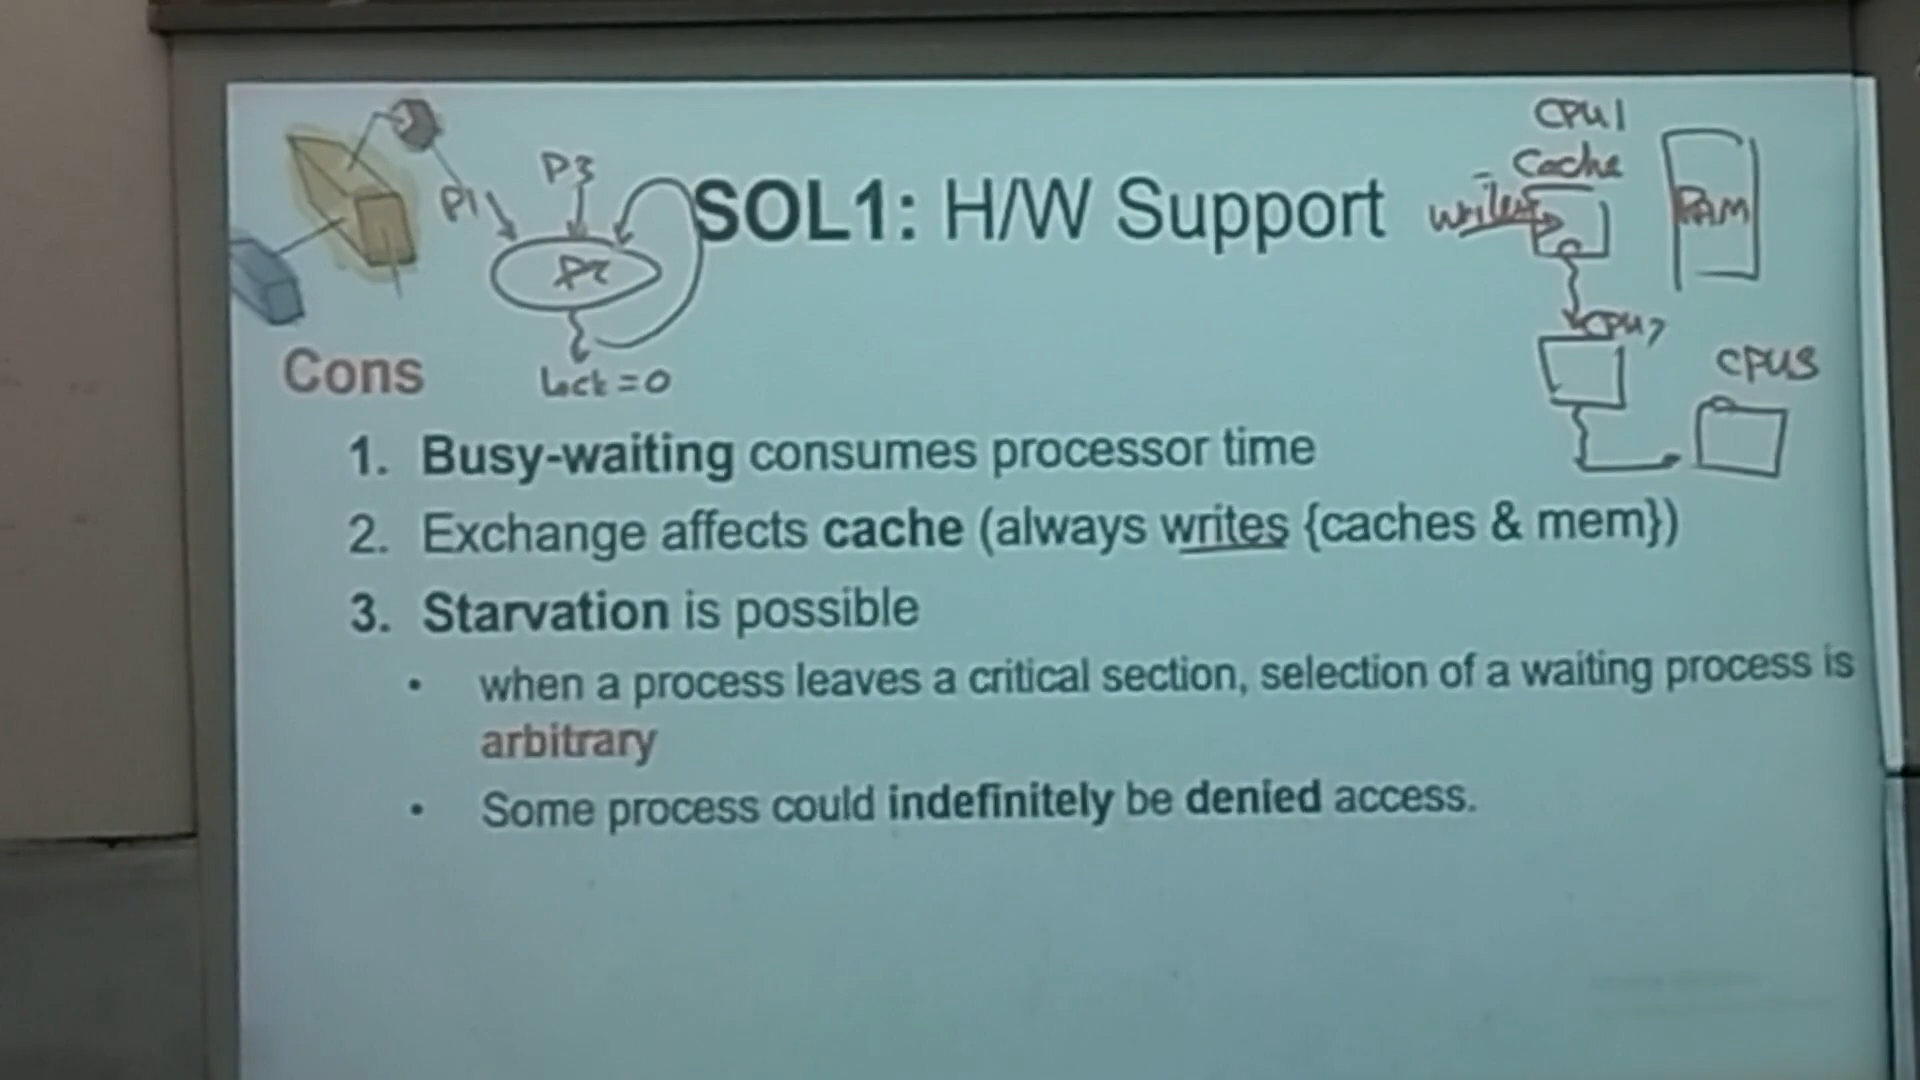 SOL1: H/W Support
P1
P3
P2
Lock = 0
CPU1
Cache
writes
RAM
CPU3
Cons
1. Busy-waiting consumes processor time
2. Exchange affects cache (always writes {caches & mem})
3. Starvation is possible
• when a process leaves a critical section, selection of a waiting process is
arbitrary
• Some process could indefinitely be denied access.